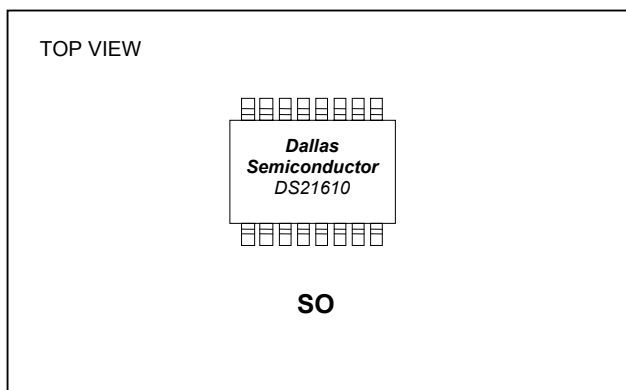 TOP VIEW
Dallas
Semiconductor
DS21610
SO